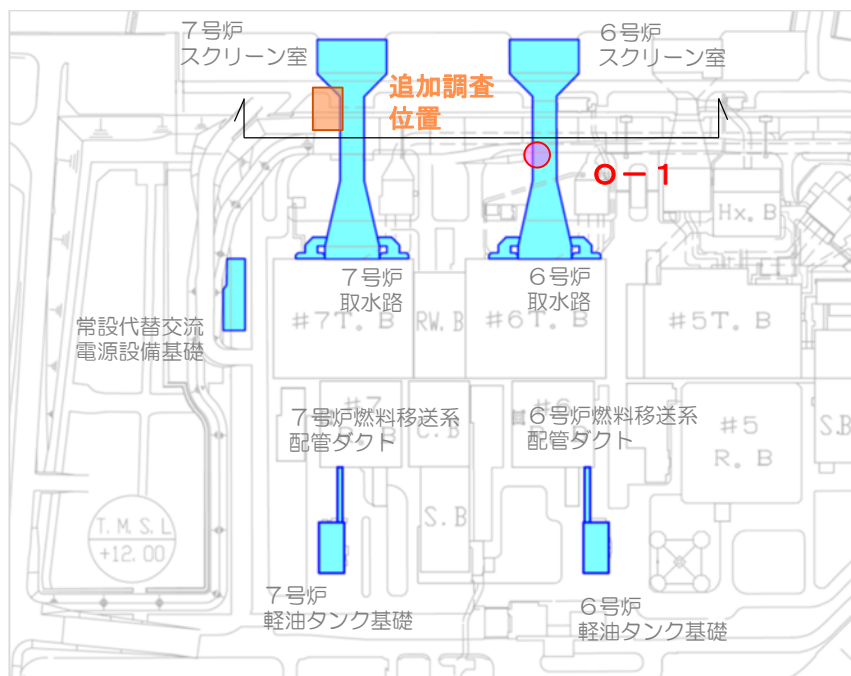 7号炉
スクリーン室
6号炉
スクリーン室
追加調査
位置
O－1
Hx. B
7号炉
取水路
6号炉
取水路
常設代替交流
電源設備基礎
#7T. B
RW. B
#6T. B
#5T. B
7号炉燃料移送系
配管ダクト
6号炉燃料移送系
配管ダクト
#7
R. B
C. B
#6
R. B
#5
R. B
S.B
S.B
T. M. S. L
+12. 00
7号炉
軽油タンク基礎
6号炉
軽油タンク基礎